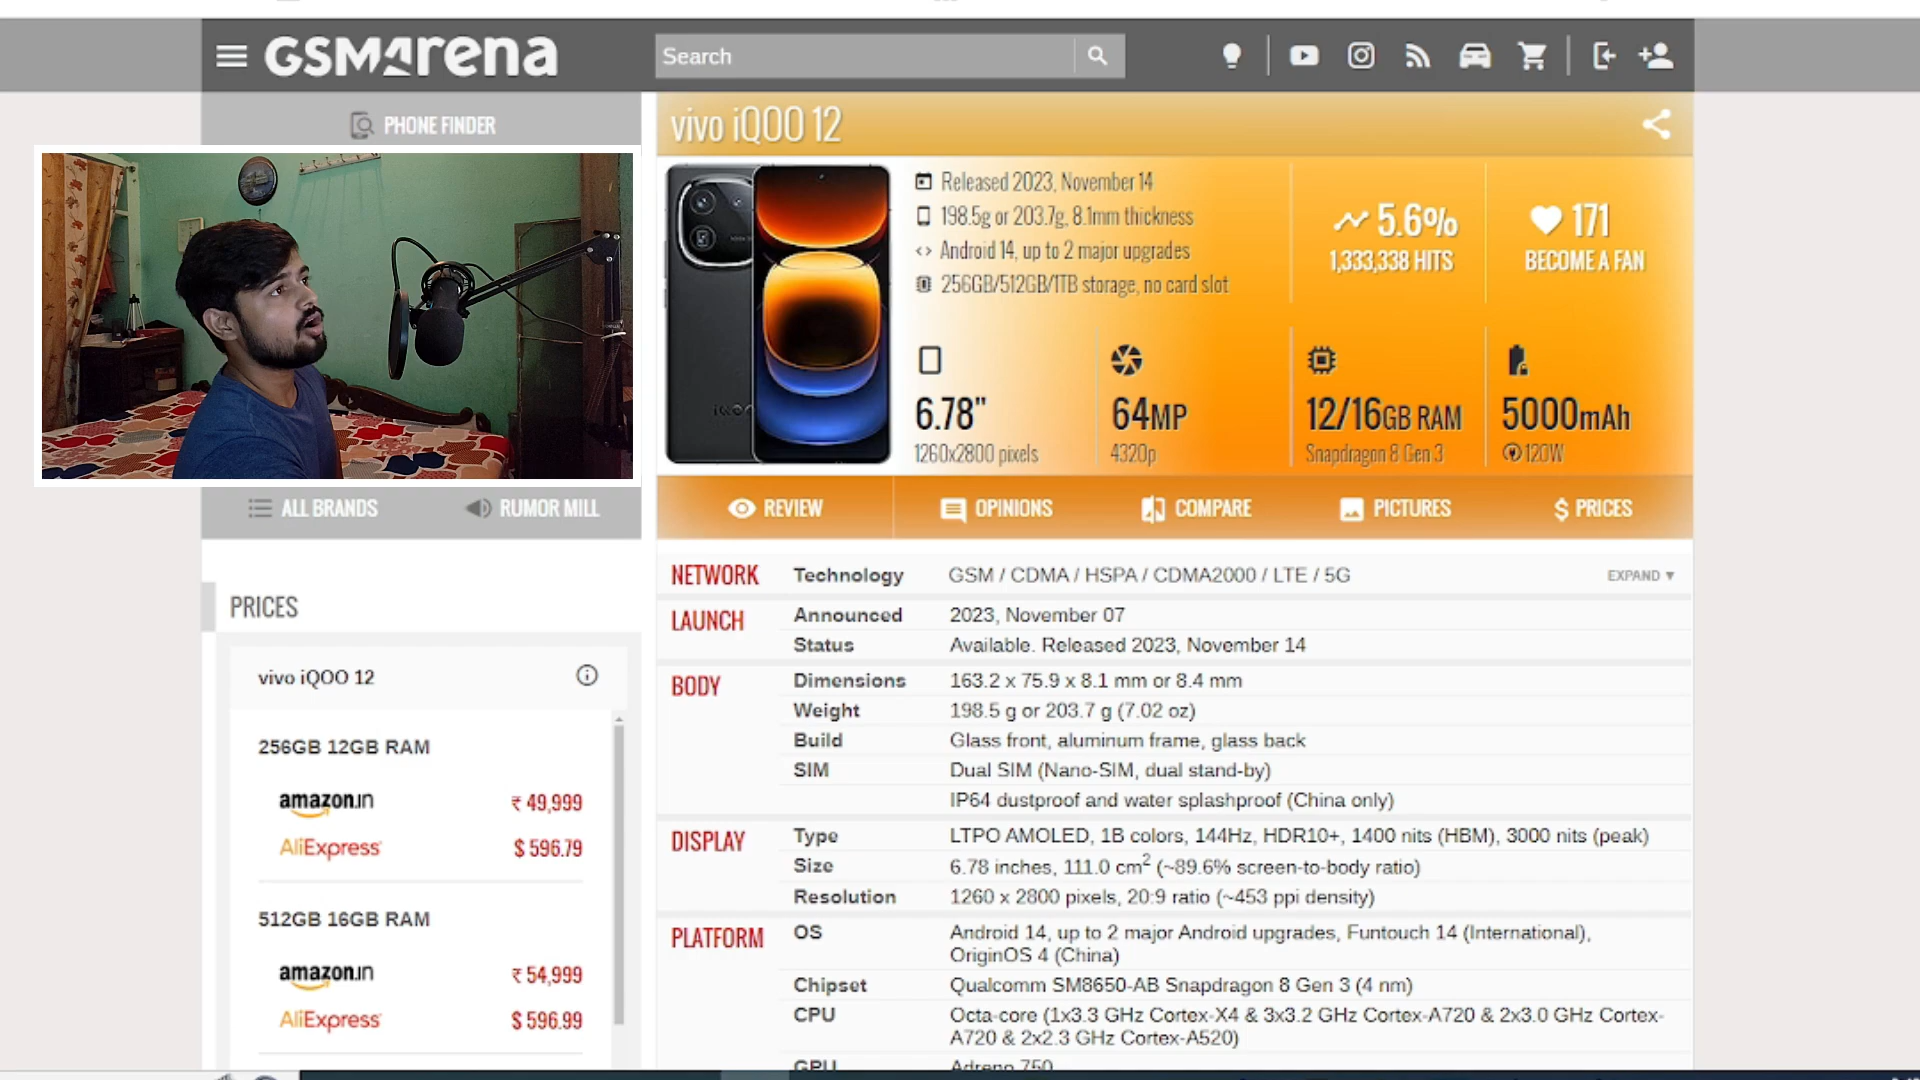 GSMArena
Search
PHONE FINDER
vivo iQOO 12
Released 2023, November 14
198.5g or 203.7g, 8.1mm thickness
Android 14, up to 2 major upgrades
256GB/512GB/1TB storage, no card slot
5.6%
1,333,338 HITS
171
BECOME A FAN
6.78"
1260x2800 pixels
64MP
4320p
12/16GB RAM
Snapdragon 8 Gen 3
5000mAh
120W
ALL BRANDS
RUMOR MILL
REVIEW
OPINIONS
COMPARE
PICTURES
$ PRICES
PRICES
vivo iQOO 12
256GB 12GB RAM
amazon.in ₹ 49,999
AliExpress $ 596.79
512GB 16GB RAM
amazon.in ₹ 54,999
AliExpress $ 596.99
NETWORK Technology GSM / CDMA / HSPA / CDMA2000 / LTE / 5G EXPAND ▼
LAUNCH Announced 2023, November 07
Status Available. Released 2023, November 14
BODY Dimensions 163.2 x 75.9 x 8.1 mm or 8.4 mm
Weight 198.5 g or 203.7 g (7.02 oz)
Build Glass front, aluminum frame, glass back
SIM Dual SIM (Nano-SIM, dual stand-by)
IP64 dustproof and water splashproof (China only)
DISPLAY Type LTPO AMOLED, 1B colors, 144Hz, HDR10+, 1400 nits (HBM), 3000 nits (peak)
Size 6.78 inches, 111.0 cm2 (~89.6% screen-to-body ratio)
Resolution 1260 x 2800 pixels, 20:9 ratio (~453 ppi density)
PLATFORM OS Android 14, up to 2 major Android upgrades, Funtouch 14 (International),
OriginOS 4 (China)
Chipset Qualcomm SM8650-AB Snapdragon 8 Gen 3 (4 nm)
CPU Octa-core (1x3.3 GHz Cortex-X4 & 3x3.2 GHz Cortex-A720 & 2x3.0 GHz Cortex-
A720 & 2x2.3 GHz Cortex-A520)
GPU Adreno 750